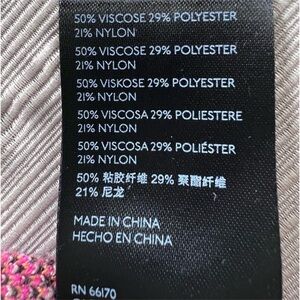 50% VISCOSE 29% POLYESTER
21% NYLON
50% VISCOSE 29% POLYESTER
21% NYLON
50% VISKOSE 29% POLYESTER
21% NYLON
50% VISCOSA 29% POLIESTERE
21% NYLON
50% VISCOSA 29% POLIÉSTER
21% NYLON
50% 粘胶纤维 29% 聚酯纤维
21% 尼龙
MADE IN CHINA
HECHO EN CHINA
RN 66170